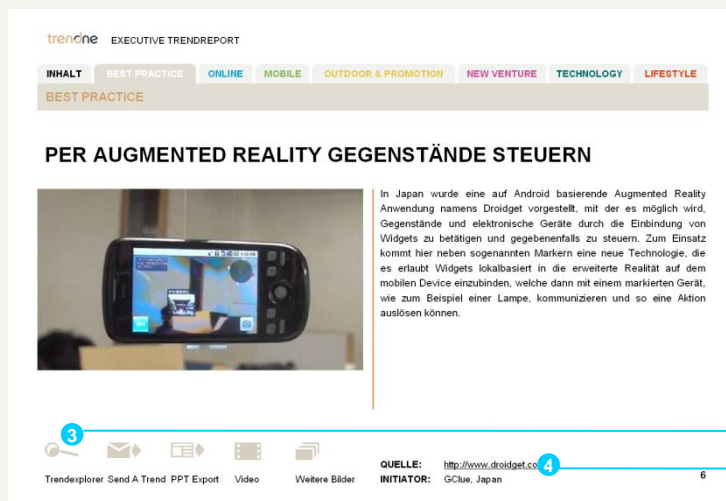 trendne EXECUTIVE TRENDREPORT
INHALT BEST PRACTICE ONLINE MOBILE OUTDOOR & PROMOTION NEW VENTURE TECHNOLOGY LIFESTYLE
BEST PRACTICE
PER AUGMENTED REALITY GEGENSTÄNDE STEUERN
In Japan wurde eine auf Android basierende Augmented Reality
Anwendung namens Droidget vorgestellt, mit der es möglich wird,
Gegenstände und elektronische Geräte durch die Einbindung von
Widgets zu betätigen und gegebenenfalls zu steuern. Zum Einsatz
kommt hier neben sogenannten Markern eine neue Technologie, die
es erlaubt Widgets lokalbasiert in die erweiterte Realität auf dem
mobilen Device einzubinden, welche dann mit einem markierten Gerät,
wie zum Beispiel einer Lampe, kommunizieren und so eine Aktion
auslösen können.
3
4
Trendexplorer Send A Trend PPT Export Video Weitere Bilder
QUELLE: http://www.droidget.co
INITIATOR: GClue, Japan
6